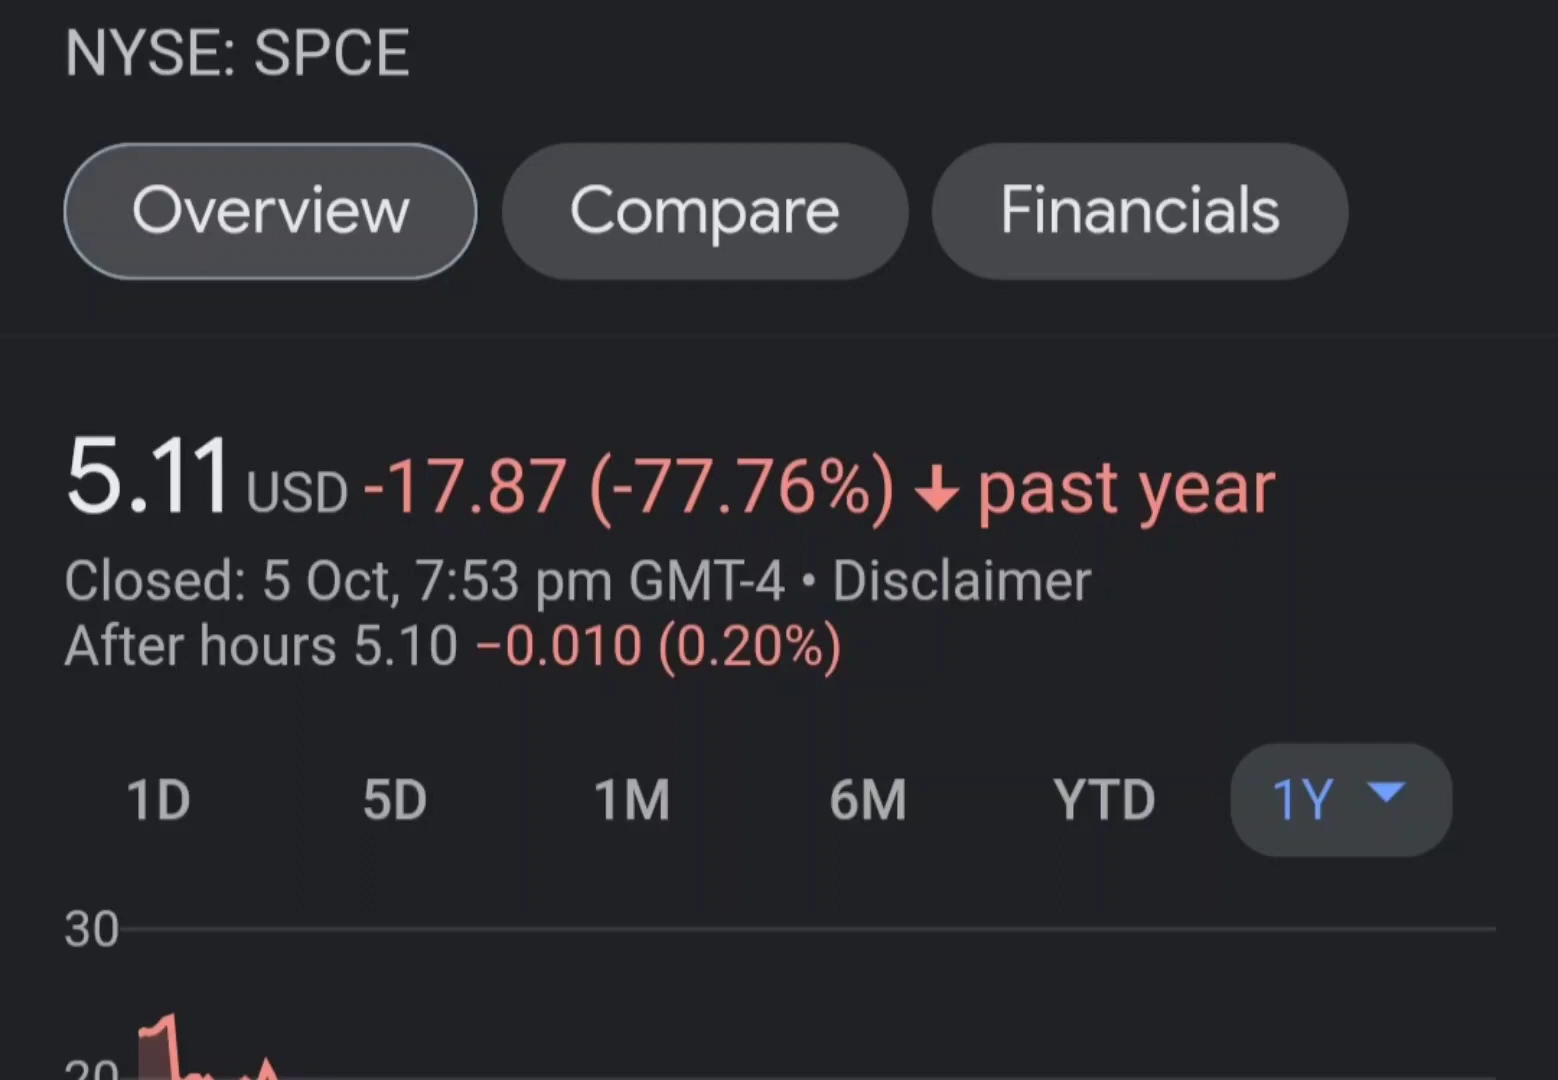 NYSE: SPCE
Overview Compare Financials
5.11 USD -17.87 (-77.76%) ↓ past year
Closed: 5 Oct, 7:53 pm GMT-4 • Disclaimer
After hours 5.10 −0.010 (0.20%)
1D 5D 1M 6M YTD 1Y
30
20